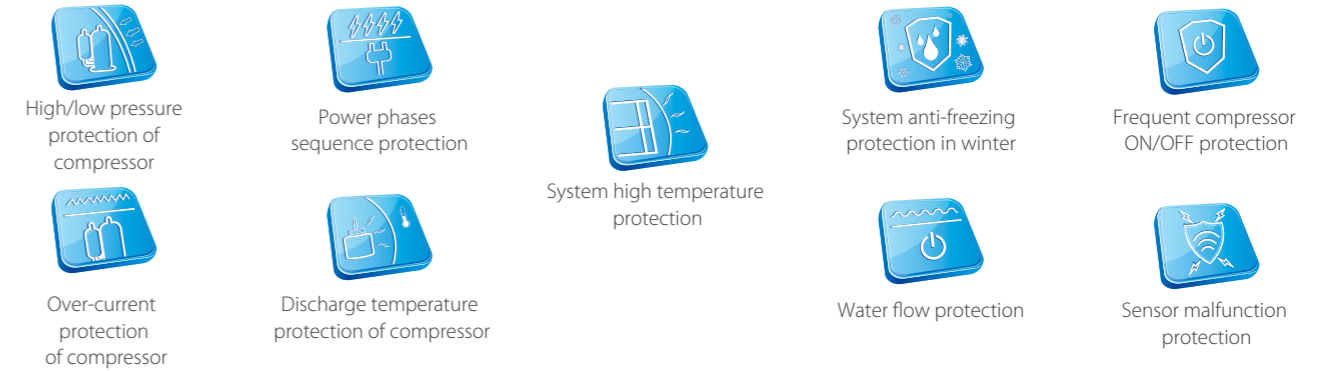 High/low pressure
protection of
compressor
Power phases
sequence protection
System high temperature
protection
System anti-freezing
protection in winter
Frequent compressor
ON/OFF protection
Over-current
protection
of compressor
Discharge temperature
protection of compressor
Water flow protection
Sensor malfunction
protection